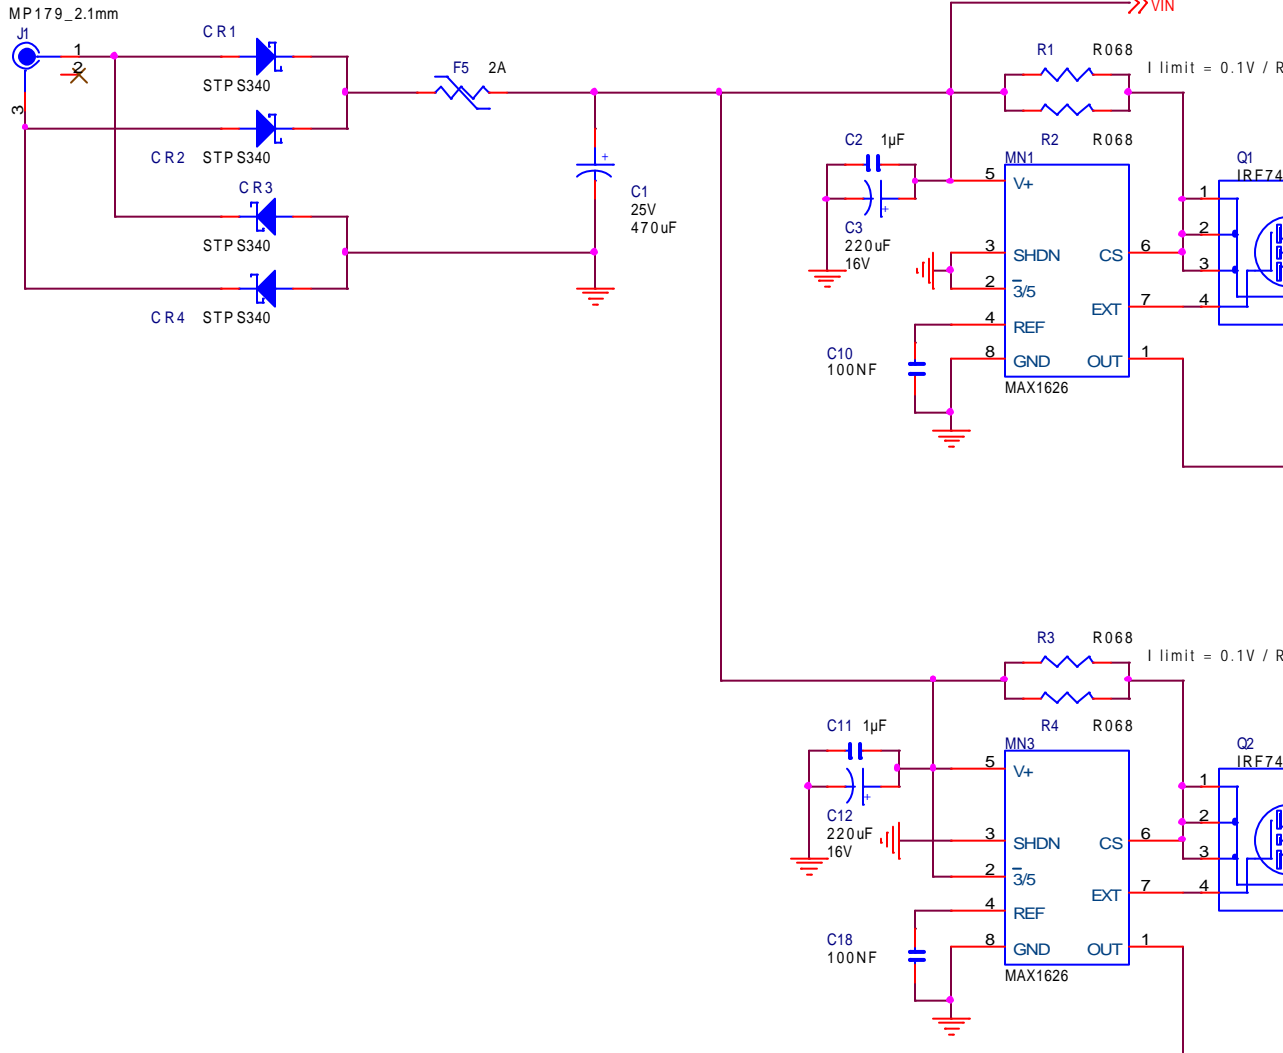 MP179_2.1mm
J1
1
2
3
CR1
STPS340
CR2 STPS340
CR3
STPS340
CR4 STPS340
F5 2A
C1
25V
470uF
VIN
R1 R068
I limit = 0.1V / R
R2 R068
C2 1µF
C3
220uF
16V
C10
100NF
MN1
5 V+
3 SHDN
2 3/5
4 REF
8 GND
CS 6
EXT 7
OUT 1
MAX1626
Q1
IRF74
1
2
3
4
R3 R068
I limit = 0.1V / R
R4 R068
C11 1µF
C12
220uF
16V
C18
100NF
MN3
5 V+
3 SHDN
2 3/5
4 REF
8 GND
CS 6
EXT 7
OUT 1
MAX1626
Q2
IRF74
1
2
3
4